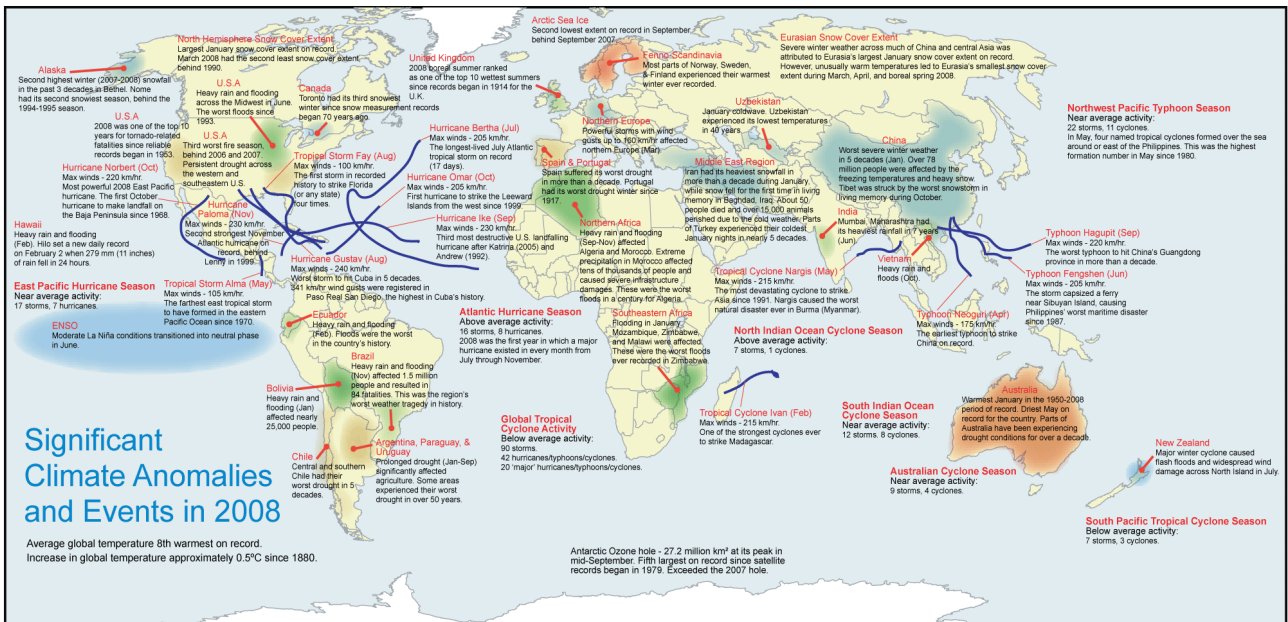 Arctic Sea Ice
Second lowest extent on record in September,
behind September 2007.
North Hemisphere Snow Cover Extent
Largest January snow cover extent on record.
March 2008 had the second least snow cover extent,
behind 1990.
Eurasian Snow Cover Extent
Severe winter weather across much of China and central Asia was
attributed to Eurasia's largest January snow cover extent on record.
However, unusually warm temperatures led to Eurasia's smallest snow cover
extent during March, April, and boreal spring 2008.
Alaska
Second highest winter (2007-2008) snowfall
in the past 3 decades in Bethel. Nome
had its second snowiest season, behind the
1994-1995 season.
U.S.A
Heavy rain and flooding
across the Midwest in June.
The worst floods since
1993.
Canada
Toronto had its third snowiest
winter since snow measurement records
began 70 years ago.
United Kingdom
2008 boreal summer ranked
as one of the top 10 wettest summers
since records began in 1914 for the
U.K.
Fenno-Scandinavia
Most parts of Norway, Sweden,
& Finland experienced their warmest
winter ever recorded.
U.S.A
2008 was one of the top 10
years for tornado-related
fatalities since reliable
records began in 1953.
U.S.A
Third worst fire season,
behind 2006 and 2007.
Persistent drought across
the western and
southeastern U.S.
Northern Europe
Powerful storms with wind
gusts up to 160 km/hr affected
northern Europe (Mar).
Uzbekistan
January coldwave. Uzbekistan
experienced its lowest temperatures
in 40 years.
China
Worst severe winter weather
in 5 decades (Jan). Over 78
million people were affected by the
freezing temperatures and heavy snow.
Tibet was struck by the worst snowstorm in
living memory during October.
Northwest Pacific Typhoon Season
Near average activity:
22 storms, 11 cyclones.
In May, four named tropical cyclones formed over the sea
around or east of the Philippines. This was the highest
formation number in May since 1980.
Hurricane Norbert (Oct)
Max winds - 220 km/hr.
Most powerful 2008 East Pacific
hurricane. The first October
hurricane to make landfall on
the Baja Peninsula since 1968.
Tropical Storm Fay (Aug)
Max winds - 100 km/hr.
The first storm in recorded
history to strike Florida
(or any state)
four times.
Hurricane Bertha (Jul)
Max winds - 205 km/hr.
The longest-lived July Atlantic
tropical storm on record
(17 days).
Hurricane Omar (Oct)
Max winds - 205 km/hr.
First hurricane to strike the Leeward
Islands from the west since 1999.
Hurricane Ike (Sep)
Max winds - 230 km/hr.
Third most destructive U.S. landfalling
hurricane after Katrina (2005) and
Andrew (1992).
Spain & Portugal
Spain suffered its worst drought
in more than a decade. Portugal
had its worst drought winter since
1917.
Middle East Region
Iran had its heaviest snowfall in
more than a decade during January,
while snow fell for the first time in living
memory in Baghdad, Iraq. About 50
people died and over 15,000 animals
perished due to the cold weather. Parts
of Turkey experienced their coldest
January nights in nearly 5 decades.
India
Mumbai, Maharashtra had
its heaviest rainfall in 7 years
(Jun).
Hawaii
Heavy rain and flooding
(Feb). Hilo set a new daily record
on February 2 when 279 mm (11 inches)
of rain fell in 24 hours.
Hurricane
Paloma (Nov)
Max winds - 230 km/hr.
Second strongest November
Atlantic hurricane on
record, behind
Lenny in 1999.
Northern Africa
Heavy rain and flooding
(Sep-Nov) affected
Algeria and Morocco. Extreme
precipitation in Morocco affected
tens of thousands of people and
caused severe infrastructure
damages. These were the worst
floods in a century for Algeria.
Vietnam
Heavy rain and
floods (Oct).
Typhoon Hagupit (Sep)
Max winds - 220 km/hr.
The worst typhoon to hit China's Guangdong
province in more than a decade.
Typhoon Fengshen (Jun)
Max winds - 205 km/hr.
The storm capsized a ferry
near Sibuyan Island, causing
Philippines' worst maritime disaster
since 1987.
Hurricane Gustav (Aug)
Max winds - 240 km/hr.
Worst storm to hit Cuba in 5 decades.
341 km/hr wind gusts were registered in
Paso Real San Diego, the highest in Cuba's history.
Tropical Cyclone Nargis (May)
Max winds - 215 km/hr.
The most devastating cyclone to strike
Asia since 1991. Nargis caused the worst
natural disaster ever in Burma (Myanmar).
East Pacific Hurricane Season
Near average activity:
17 storms, 7 hurricanes.
Tropical Storm Alma (May)
Max winds - 105 km/hr.
The farthest east tropical storm
to have formed in the eastern
Pacific Ocean since 1970.
Typhoon Neoguri (Apr)
Max winds - 175 km/hr.
The earliest typhoon to strike
China on record.
ENSO
Moderate La Niña conditions transitioned into neutral phase
in June.
Ecuador
Heavy rain and flooding
(Feb). Floods were the worst
in the country's history.
Atlantic Hurricane Season
Above average activity:
16 storms, 8 hurricanes.
2008 was the first year in which a major
hurricane existed in every month from
July through November.
Southeastern Africa
Flooding in January.
Mozambique, Zimbabwe,
and Malawi were affected.
These were the worst floods
ever recorded in Zimbabwe.
North Indian Ocean Cyclone Season
Above average activity:
7 storms, 1 cyclones.
Brazil
Heavy rain and flooding
(Nov) affected 1.5 million
people and resulted in
84 fatalities. This was the region's
worst weather tragedy in history.
Bolivia
Heavy rain and
flooding (Jan)
affected nearly
25,000 people.
Australia
Warmest January in the 1950-2008
period of record. Driest May on
record for the country. Parts of
Australia have been experiencing
drought conditions for over a decade.
Tropical Cyclone Ivan (Feb)
Max winds - 215 km/hr.
One of the strongest cyclones ever
to strike Madagascar.
South Indian Ocean
Cyclone Season
Near average activity:
12 storms. 8 cyclones.
Global Tropical
Cyclone Activity
Below average activity:
90 storms.
42 hurricanes/typhoons/cyclones.
20 'major' hurricanes/typhoons/cyclones.
Significant
Climate Anomalies
and Events in 2008
Chile
Central and southern
Chile had their
worst drought in 5
decades.
Argentina, Paraguay, &
Uruguay
Prolonged drought (Jan-Sep)
significantly affected
agriculture. Some areas
experienced their worst
drought in over 50 years.
New Zealand
Major winter cyclone caused
flash floods and widespread wind
damage across North Island in July.
Australian Cyclone Season
Near average activity:
9 storms, 4 cyclones.
South Pacific Tropical Cyclone Season
Below average activity:
7 storms, 3 cyclones.
Average global temperature 8th warmest on record.
Increase in global temperature approximately 0.5ºC since 1880.
Antarctic Ozone hole - 27.2 million km² at its peak in
mid-September. Fifth largest on record since satellite
records began in 1979. Exceeded the 2007 hole.